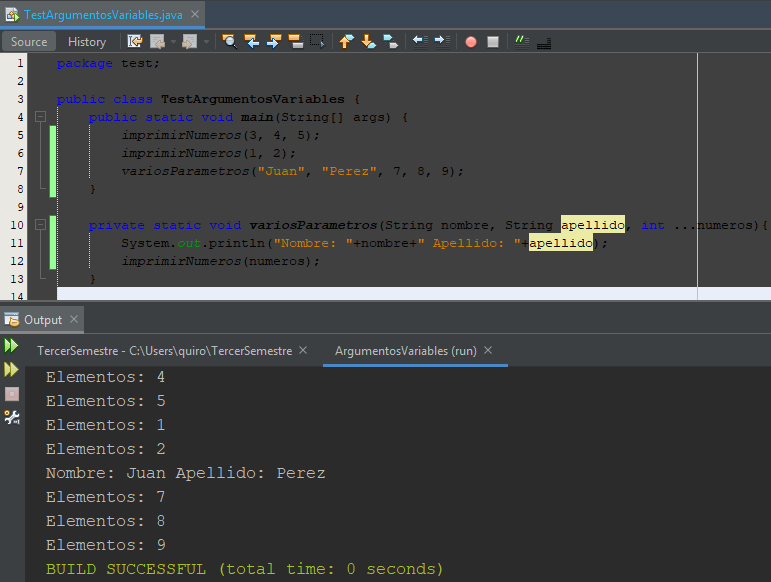 TestArgumentosVariables.java
Source History
1 package test;
2
3 public class TestArgumentosVariables {
4 public static void main(String[] args) {
5 imprimirNumeros(3, 4, 5);
6 imprimirNumeros(1, 2);
7 variosParametros("Juan", "Perez", 7, 8, 9);
8 }
9
10 private static void variosParametros(String nombre, String apellido, int ...numeros){
11 System.out.println("Nombre: "+nombre+" Apellido: "+apellido);
12 imprimirNumeros(numeros);
13 }
14
Output
TercerSemestre - C:\Users\quiro\TercerSemestre ArgumentosVariables (run)
Elementos: 4
Elementos: 5
Elementos: 1
Elementos: 2
Nombre: Juan Apellido: Perez
Elementos: 7
Elementos: 8
Elementos: 9
BUILD SUCCESSFUL (total time: 0 seconds)